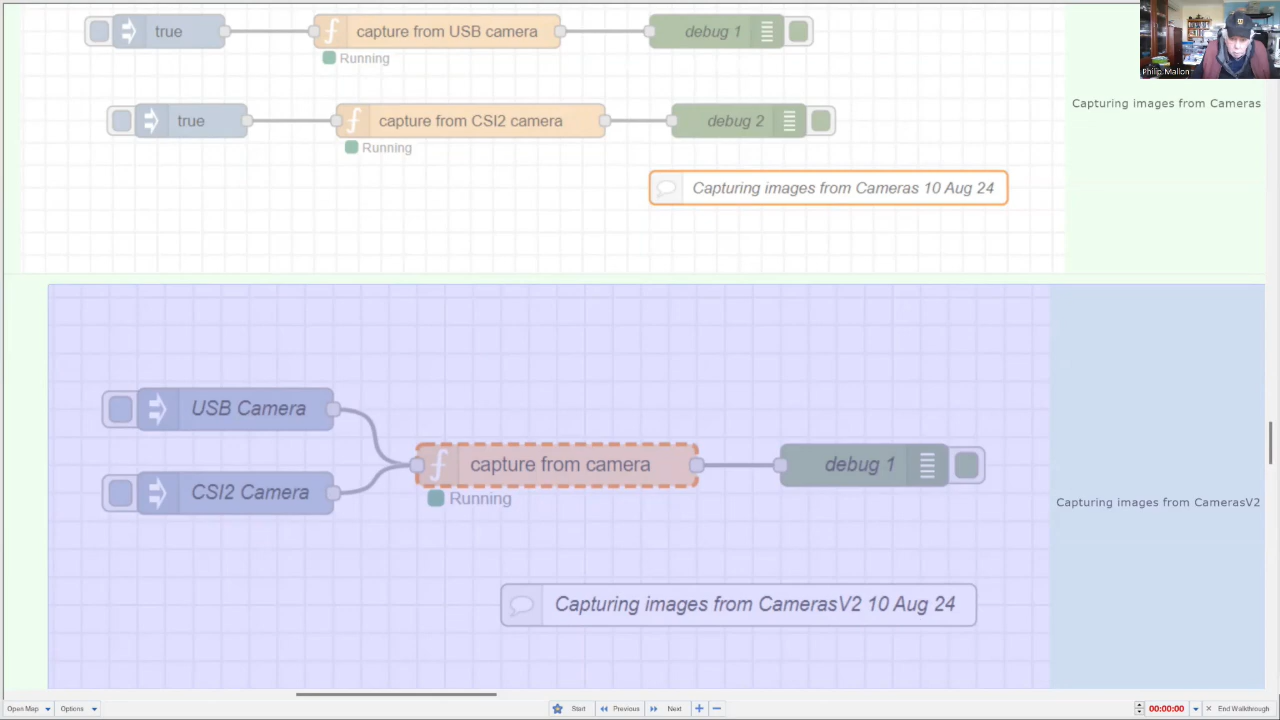 true
capture from USB camera
debug 1
Running
Philip Mallon
Capturing images from Cameras
true
capture from CSI2 camera
debug 2
Running
Capturing images from Cameras 10 Aug 24
USB Camera
capture from camera
debug 1
CSI2 Camera
Running
Capturing images from CamerasV2
Capturing images from CamerasV2 10 Aug 24
Open Map
Options
Start
Previous
Next
00:00:00
End Walkthrough